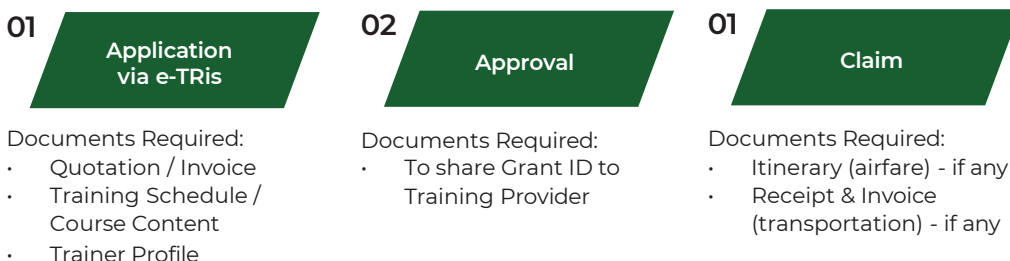 01
Application
via e-TRis
Documents Required:
• Quotation / Invoice
• Training Schedule /
Course Content
• Trainer Profile
02
Approval
Documents Required:
• To share Grant ID to
Training Provider
01
Claim
Documents Required:
• Itinerary (airfare) - if any
• Receipt & Invoice
(transportation) - if any